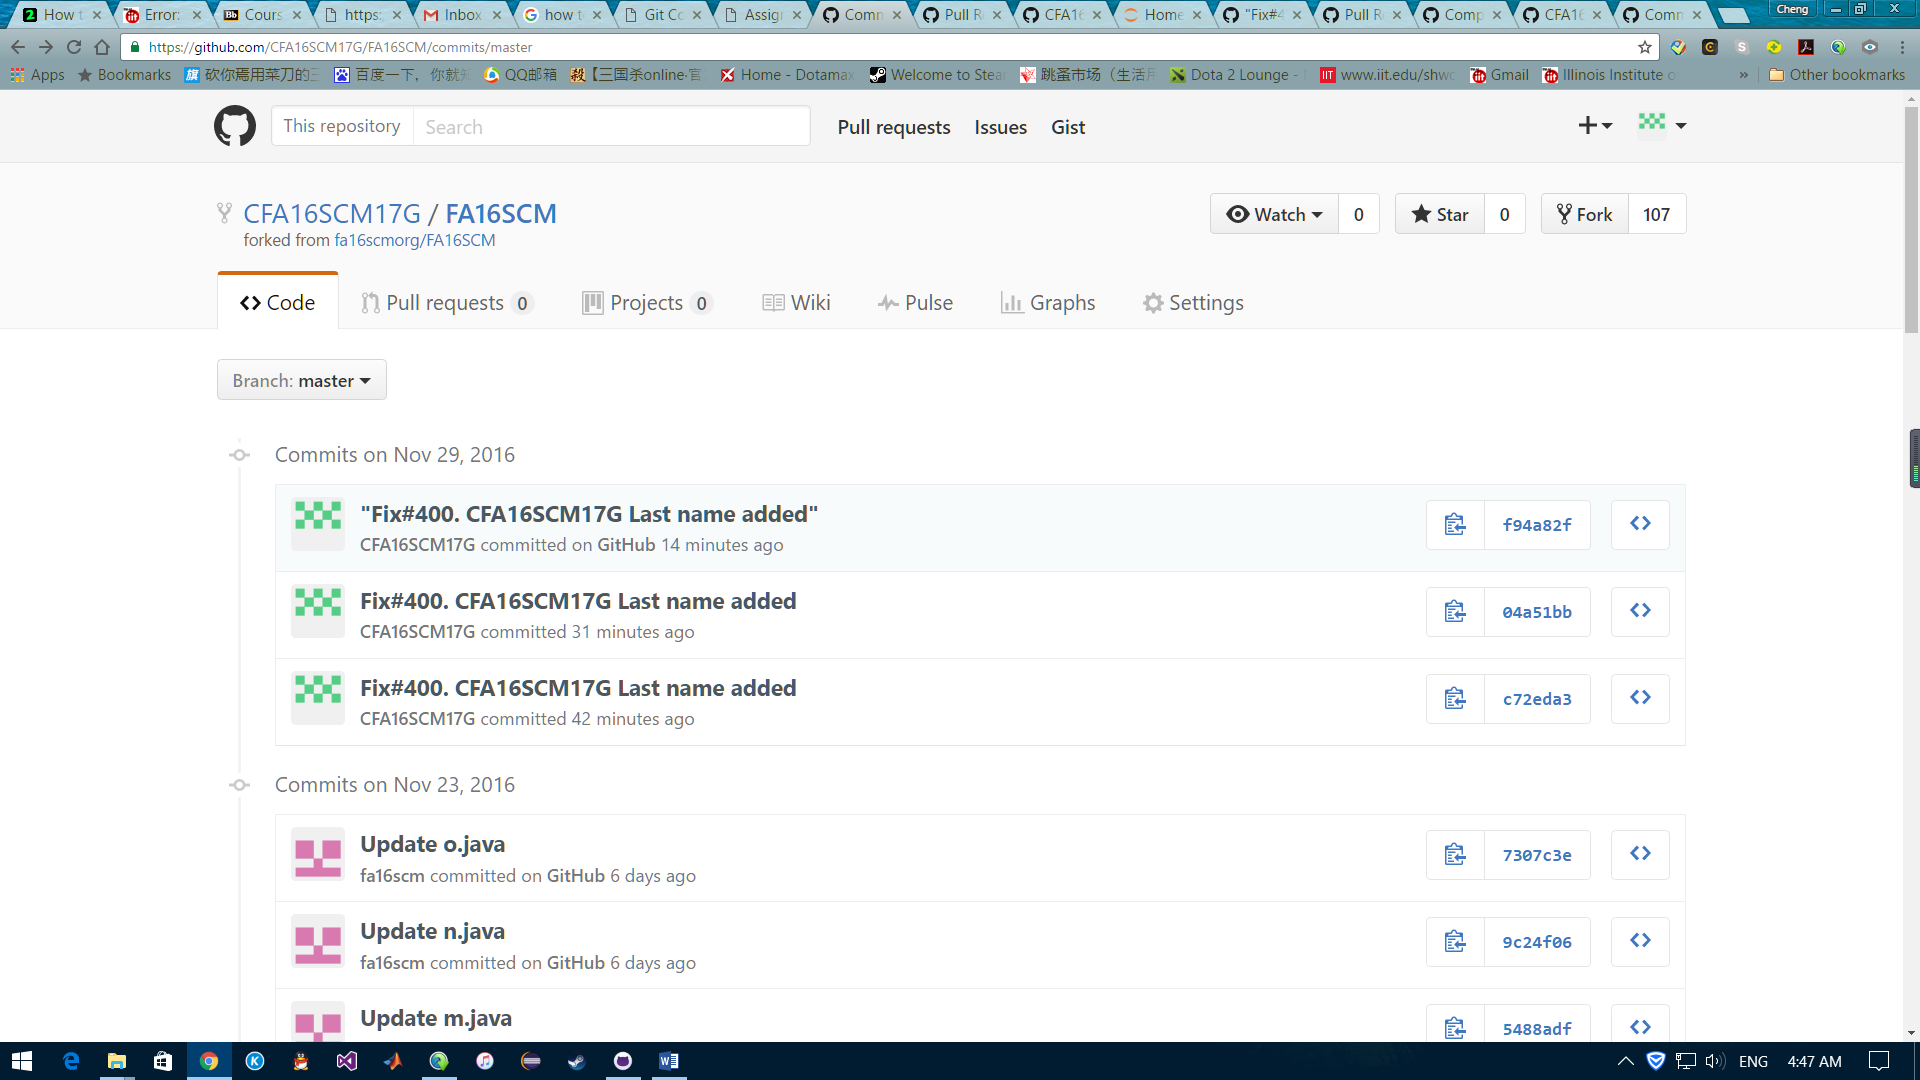 How t
Error:
Cours
https:
Inbox
how t
Git Co
Assign
Comm
Pull R
CFA16
Home
"Fix#4
Pull R
Comp
CFA16
Comm
Cheng
https://github.com/CFA16SCM17G/FA16SCM/commits/master
Apps
Bookmarks
砍你焉用菜刀的
百度一下，你就知
QQ邮箱
【三国杀online·官
Home - Dotamax
Welcome to Stea
跳蚤市场（生活用
Dota 2 Lounge -
www.iit.edu/shw
Gmail
Illinois Institute o
»
Other bookmarks
This repository
Search
Pull requests
Issues
Gist
CFA16SCM17G / FA16SCM
forked from fa16scmorg/FA16SCM
Watch 0
Star 0
Fork 107
Code
Pull requests 0
Projects 0
Wiki
Pulse
Graphs
Settings
Branch: master
Commits on Nov 29, 2016
"Fix#400. CFA16SCM17G Last name added"
CFA16SCM17G committed on GitHub 14 minutes ago
f94a82f
Fix#400. CFA16SCM17G Last name added
CFA16SCM17G committed 31 minutes ago
04a51bb
Fix#400. CFA16SCM17G Last name added
CFA16SCM17G committed 42 minutes ago
c72eda3
Commits on Nov 23, 2016
Update o.java
fa16scm committed on GitHub 6 days ago
7307c3e
Update n.java
fa16scm committed on GitHub 6 days ago
9c24f06
Update m.java
5488adf
ENG
4:47 AM